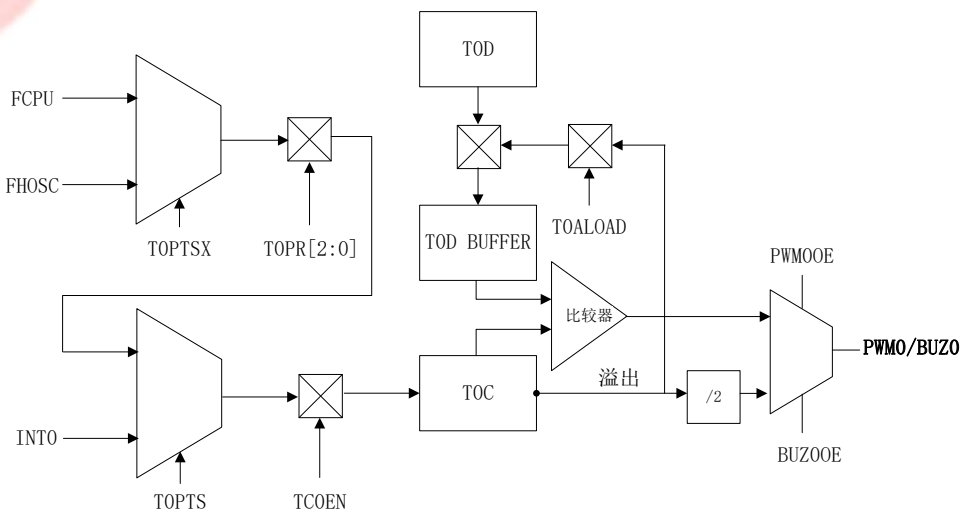 T0D
FCPU
FHOSC
T0PTSX
T0PR[2:0]
T0D BUFFER
T0ALOAD
PWM0OE
比较器
PWM0/BUZ0
溢出
T0C
/2
INT0
BUZ0OE
T0PTS
TC0EN